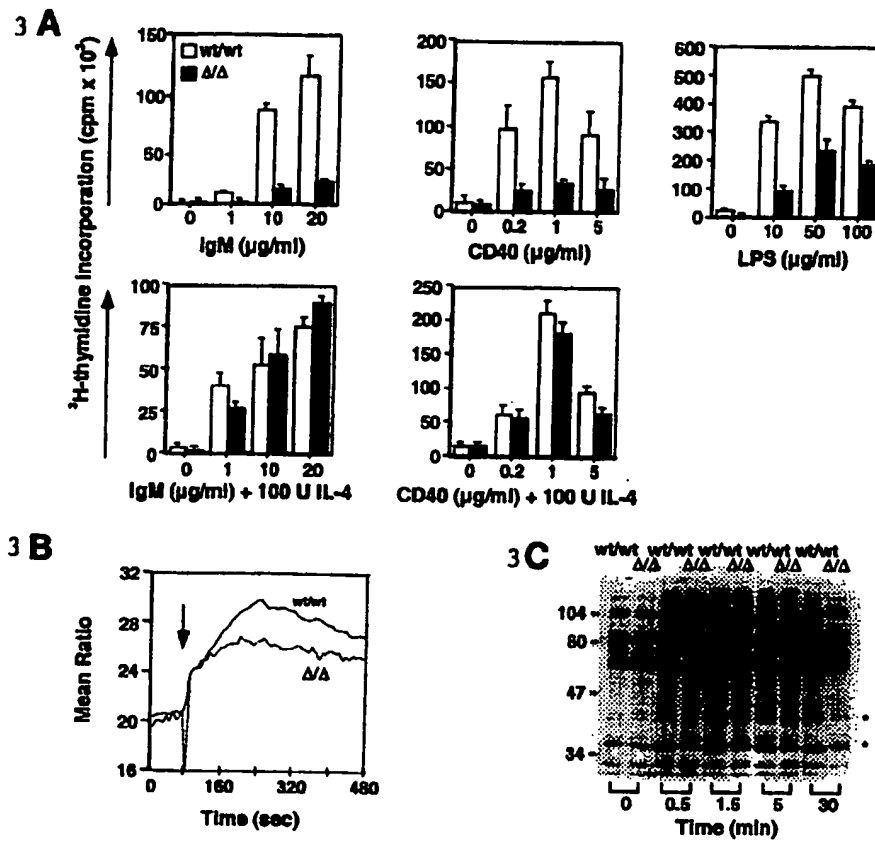 3 A
³H-thymidine incorporation (cpm x 10³)
150
100
50
0
wt/wt
Δ/Δ
0 1 10 20
IgM (µg/ml)
200
150
100
50
0
0 0.2 1 5
CD40 (µg/ml)
600
500
400
300
200
100
0
0 10 50 100
LPS (µg/ml)
100
75
50
25
0
0 1 10 20
IgM (µg/ml) + 100 U IL-4
250
200
150
100
50
0
0 0.2 1 5
CD40 (µg/ml) + 100 U IL-4
3 B
Mean Ratio
32
28
24
20
16
wt/wt
Δ/Δ
0 160 320 480
Time (sec)
3 C
wt/wt wt/wt wt/wt wt/wt wt/wt
Δ/Δ Δ/Δ Δ/Δ Δ/Δ Δ/Δ
104
80
47
34
0 0.5 1.5 5 30
Time (min)